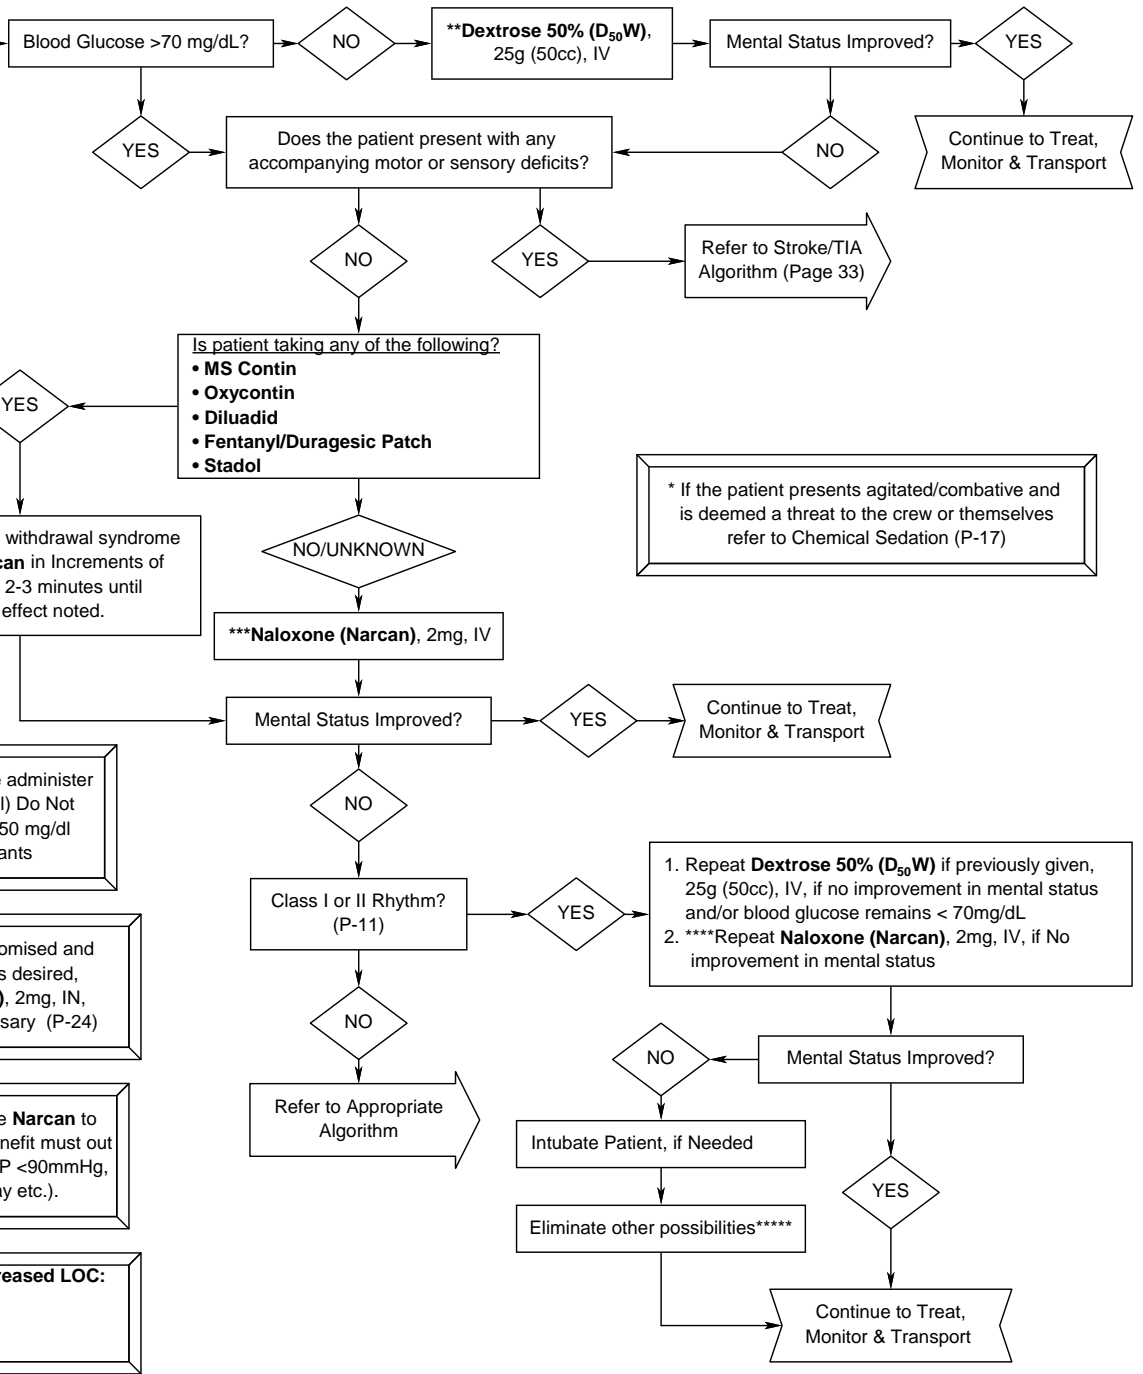 Blood Glucose >70 mg/dL?
NO
**Dextrose 50% (D50W),
25g (50cc), IV
Mental Status Improved?
YES
YES
Does the patient present with any
accompanying motor or sensory deficits?
NO
Continue to Treat,
Monitor & Transport
NO
YES
Refer to Stroke/TIA
Algorithm (Page 33)
Is patient taking any of the following?
• MS Contin
• Oxycontin
• Diluadid
• Fentanyl/Duragesic Patch
• Stadol
YES
* If the patient presents agitated/combative and
is deemed a threat to the crew or themselves
refer to Chemical Sedation (P-17)
withdrawal syndrome
rcan in Increments of
2-3 minutes until
effect noted.
NO/UNKNOWN
***Naloxone (Narcan), 2mg, IV
Mental Status Improved?
YES
Continue to Treat,
Monitor & Transport
e administer
l) Do Not
50 mg/dl
ants
NO
Class I or II Rhythm?
(P-11)
YES
1. Repeat Dextrose 50% (D50W) if previously given,
25g (50cc), IV, if no improvement in mental status
and/or blood glucose remains < 70mg/dL
2. ****Repeat Naloxone (Narcan), 2mg, IV, if No
improvement in mental status
omised and
s desired,
), 2mg, IN,
sary (P-24)
NO
NO
Mental Status Improved?
e Narcan to
nefit must out
P <90mmHg,
ay etc.).
Refer to Appropriate
Algorithm
Intubate Patient, if Needed
YES
Eliminate other possibilities*****
reased LOC:
Continue to Treat,
Monitor & Transport